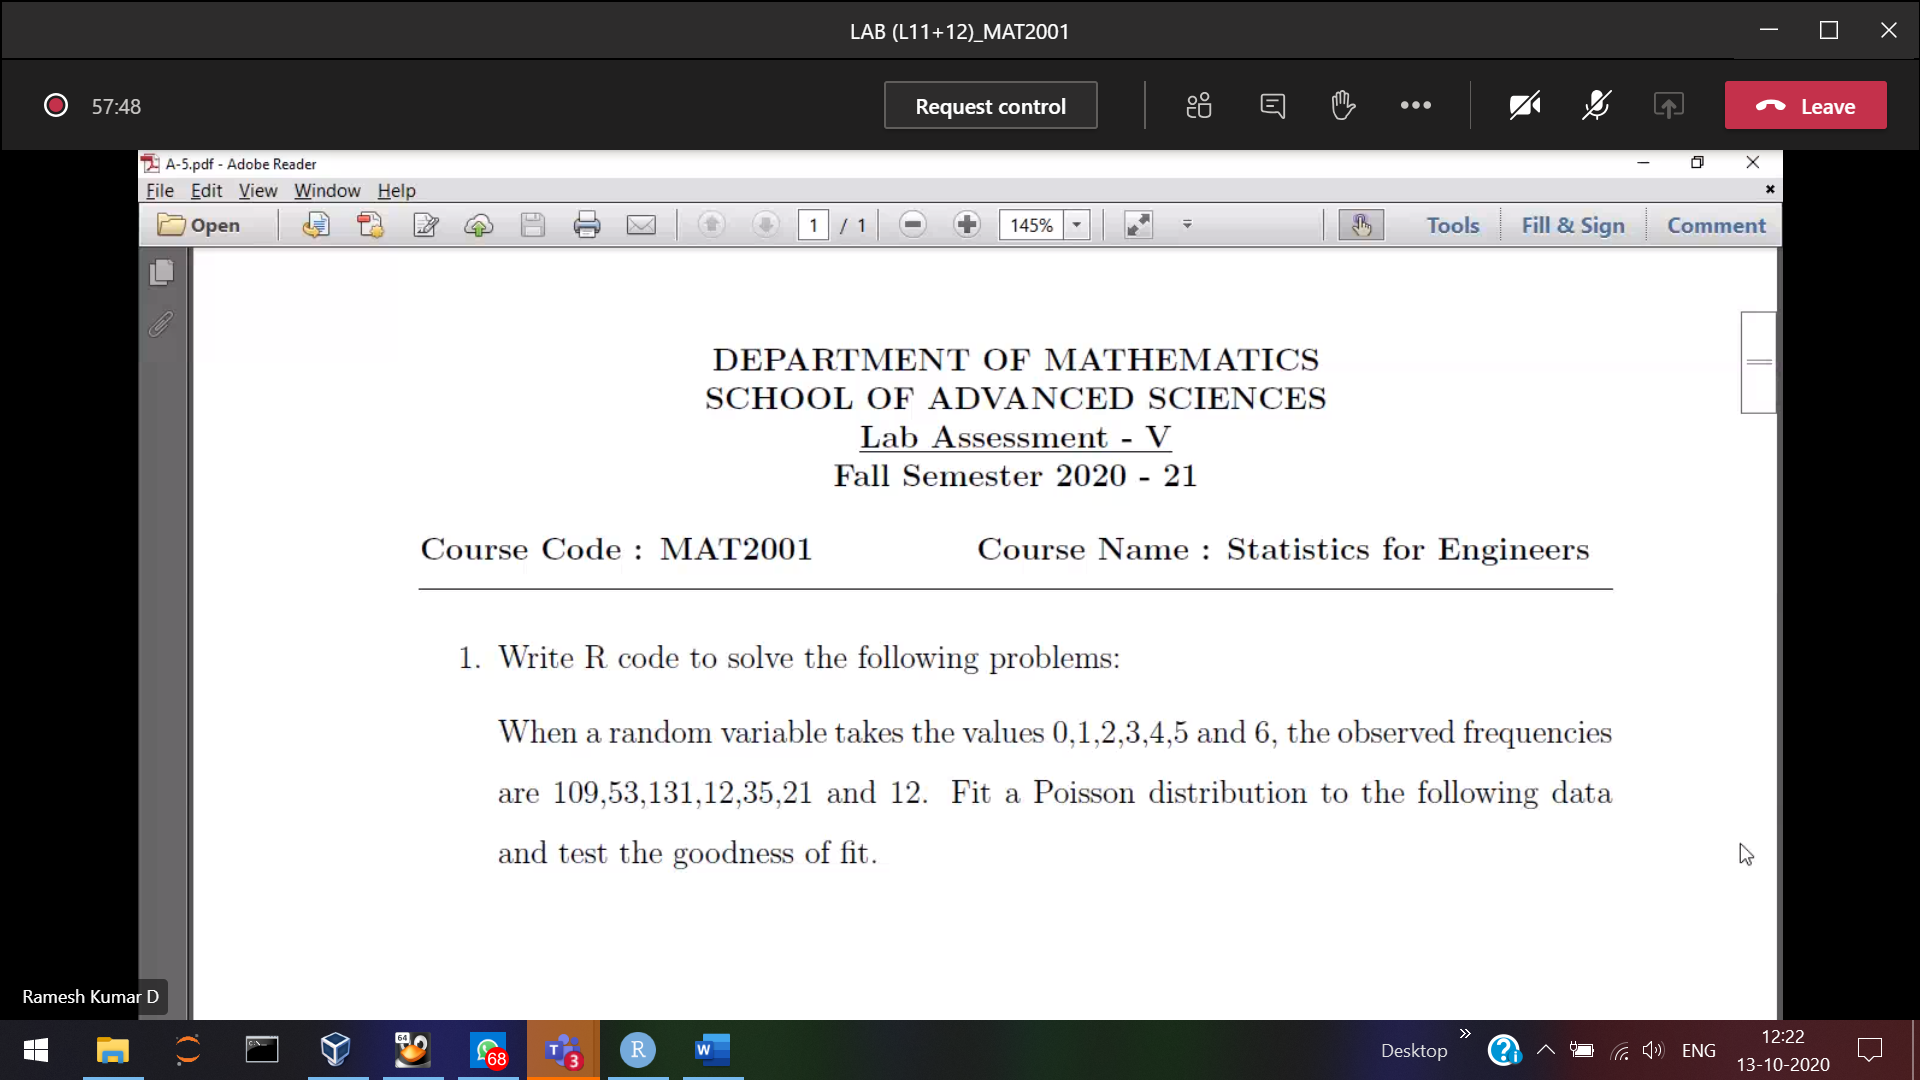 LAB (L11+12)_MAT2001
57:48
Request control
Leave
A-5.pdf - Adobe Reader
File Edit View Window Help
Open
1 / 1
145%
Tools
Fill & Sign
Comment
DEPARTMENT OF MATHEMATICS
SCHOOL OF ADVANCED SCIENCES
Lab Assessment - V
Fall Semester 2020 - 21
Course Code : MAT2001 Course Name : Statistics for Engineers
1. Write R code to solve the following problems:
When a random variable takes the values 0,1,2,3,4,5 and 6, the observed frequencies
are 109,53,131,12,35,21 and 12. Fit a Poisson distribution to the following data
and test the goodness of fit.
Ramesh Kumar D
64
68
T
3
R
W
Desktop
ENG
12:22
13-10-2020